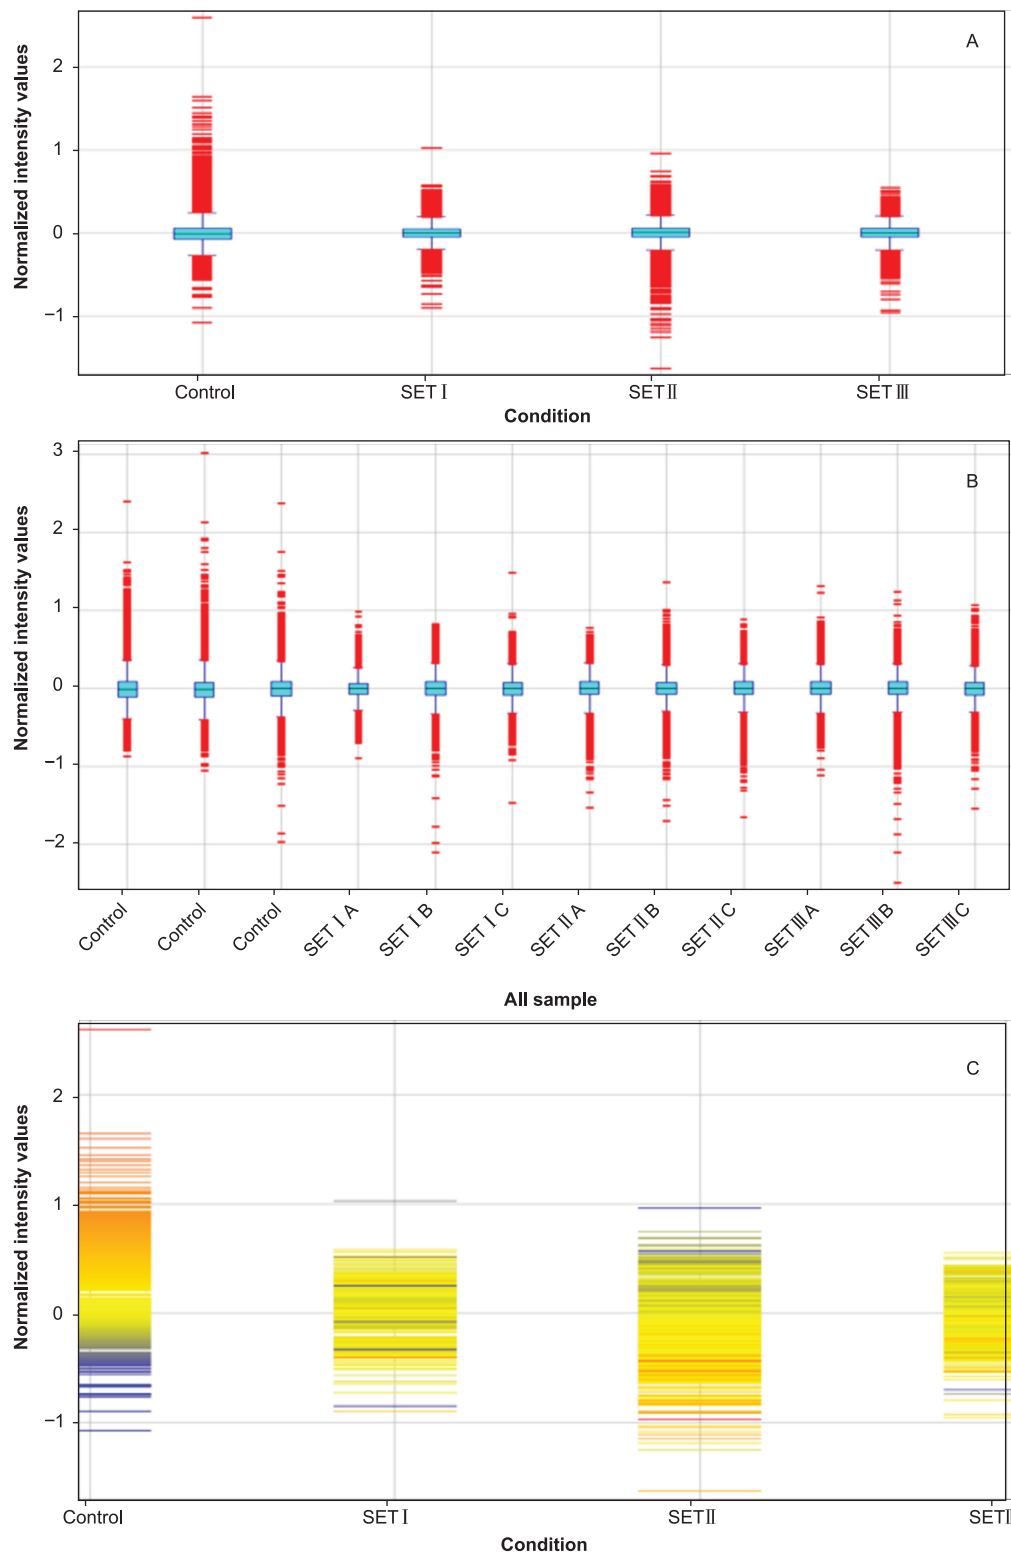 A
Normalized intensity values
2
1
0
−1
Control
SET I
SET II
SET III
Condition
B
Normalized intensity values
3
2
1
0
−1
−2
Control
Control
Control
SET I A
SET I B
SET I C
SET II A
SET II B
SET II C
SET III A
SET III B
SET III C
All sample
C
Normalized intensity values
2
1
0
−1
Control
SET I
SET II
SET II
Condition